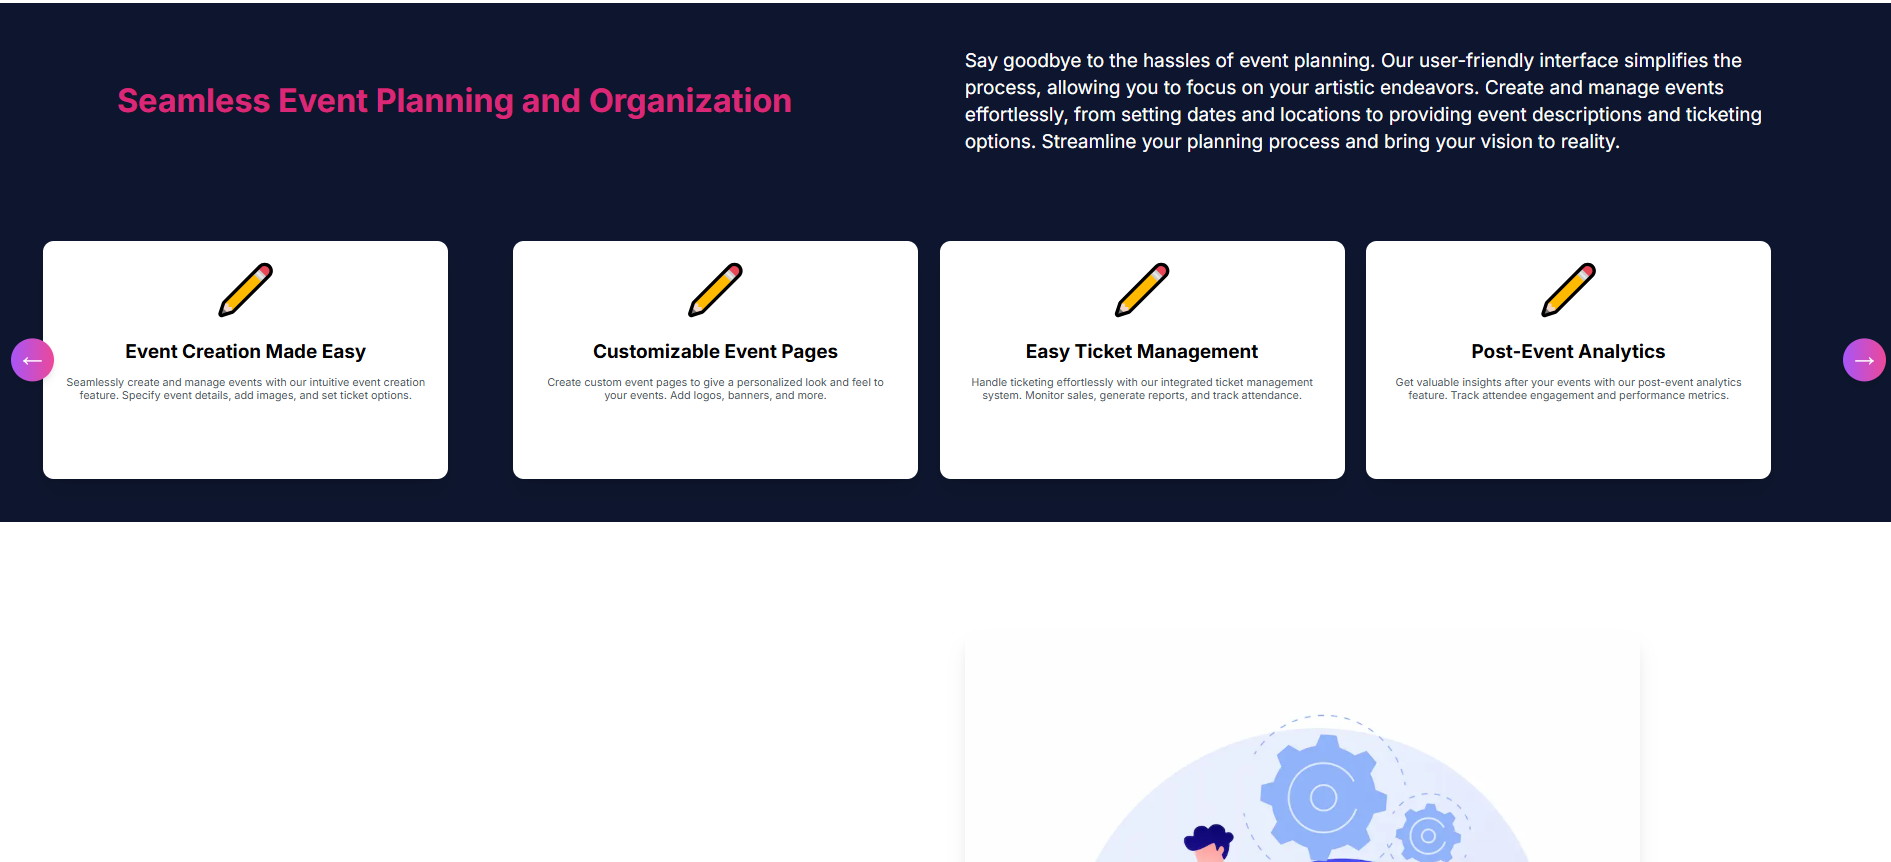 Seamless Event Planning and Organization
Say goodbye to the hassles of event planning. Our user-friendly interface simplifies the
process, allowing you to focus on your artistic endeavors. Create and manage events
effortlessly, from setting dates and locations to providing event descriptions and ticketing
options. Streamline your planning process and bring your vision to reality.
Event Creation Made Easy
Seamlessly create and manage events with our intuitive event creation
feature. Specify event details, add images, and set ticket options.
Customizable Event Pages
Create custom event pages to give a personalized look and feel to
your events. Add logos, banners, and more.
Easy Ticket Management
Handle ticketing effortlessly with our integrated ticket management
system. Monitor sales, generate reports, and track attendance.
Post-Event Analytics
Get valuable insights after your events with our post-event analytics
feature. Track attendee engagement and performance metrics.